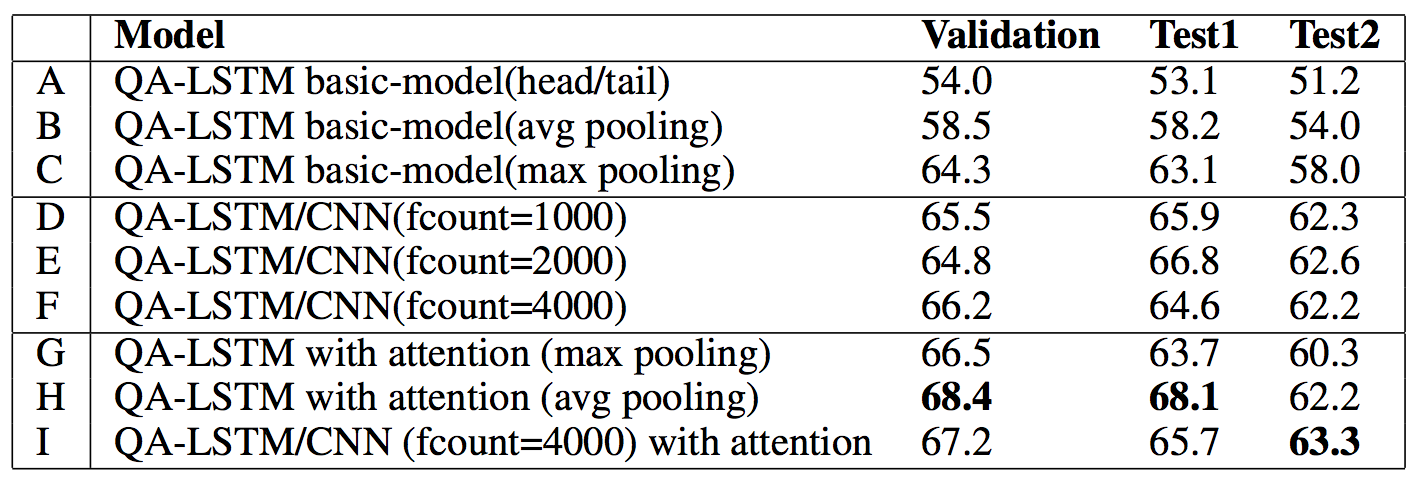 Model Validation Test1 Test2
A QA-LSTM basic-model(head/tail) 54.0 53.1 51.2
B QA-LSTM basic-model(avg pooling) 58.5 58.2 54.0
C QA-LSTM basic-model(max pooling) 64.3 63.1 58.0
D QA-LSTM/CNN(fcount=1000) 65.5 65.9 62.3
E QA-LSTM/CNN(fcount=2000) 64.8 66.8 62.6
F QA-LSTM/CNN(fcount=4000) 66.2 64.6 62.2
G QA-LSTM with attention (max pooling) 66.5 63.7 60.3
H QA-LSTM with attention (avg pooling) 68.4 68.1 62.2
I QA-LSTM/CNN (fcount=4000) with attention 67.2 65.7 63.3